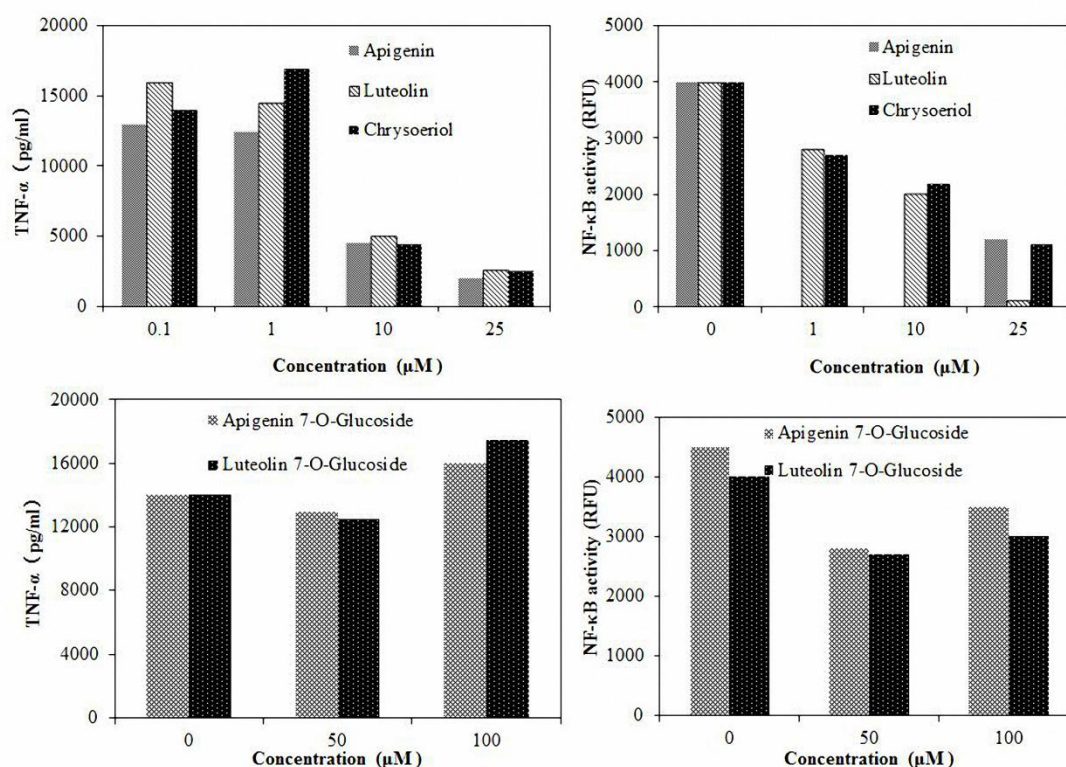 20000
15000
10000
5000
0
TNF-α (pg/ml)
Apigenin
Luteolin
Chrysoeriol
0.1 1 10 25
Concentration (μM)
5000
4000
3000
2000
1000
0
NF-κB activity (RFU)
Apigenin
Luteolin
Chrysoeriol
0 1 10 25
Concentration (μM)
20000
16000
12000
8000
4000
0
TNF-α (pg/ml)
Apigenin 7-O-Glucoside
Luteolin 7-O-Glucoside
0 50 100
Concentration (μM)
5000
4000
3000
2000
1000
0
NF-κB activity (RFU)
Apigenin 7-O-Glucoside
Luteolin 7-O-Glucoside
0 50 100
Concentration (μM)